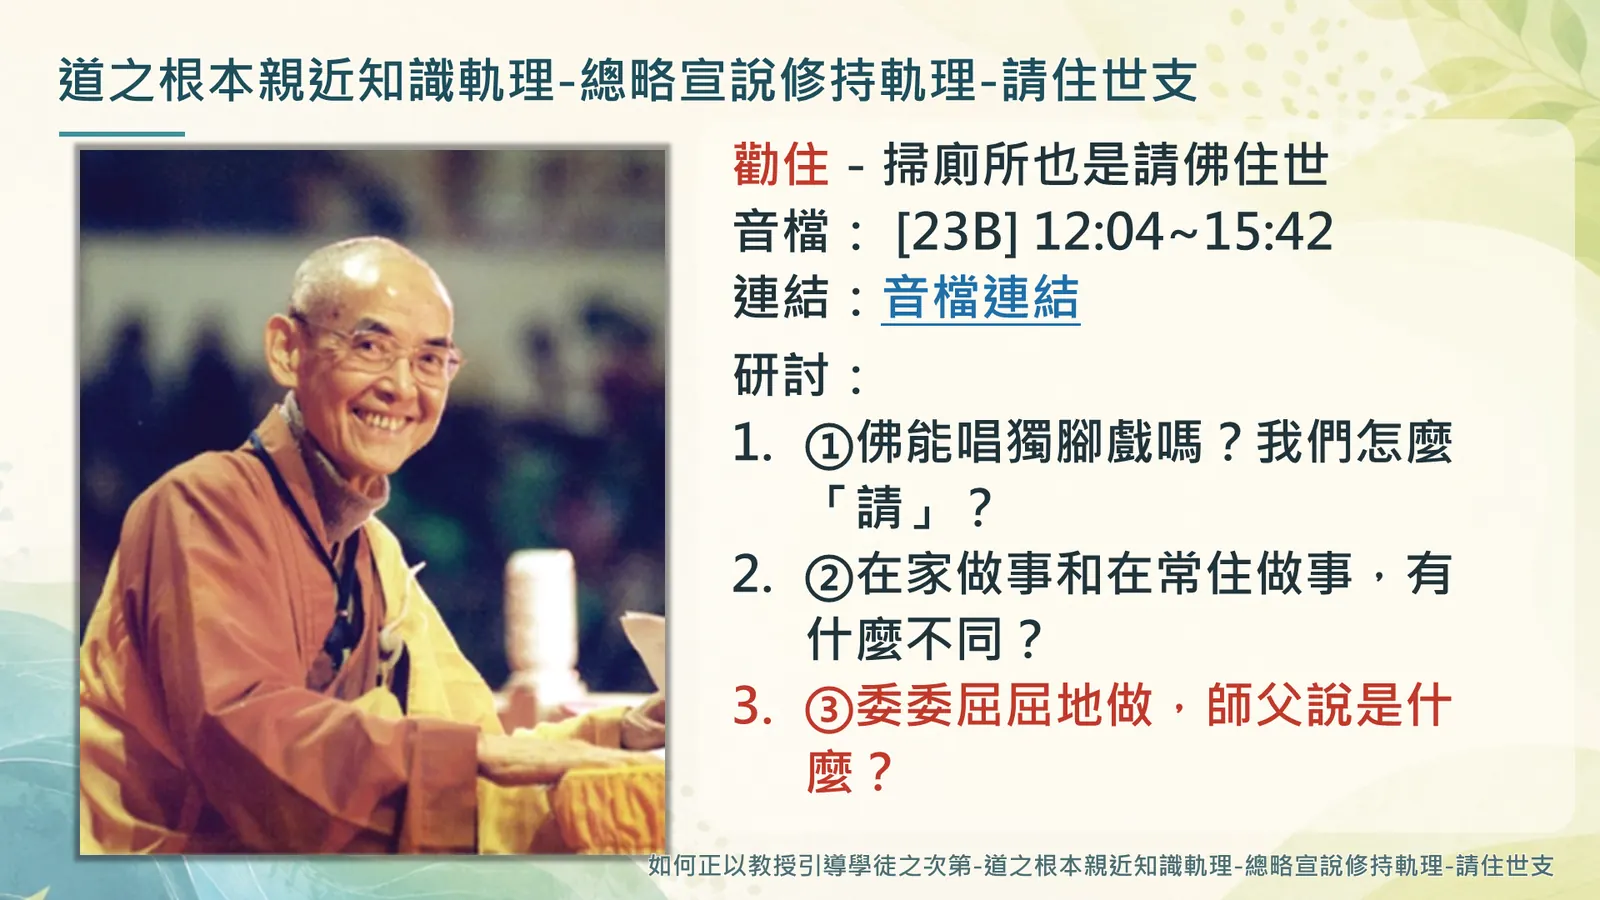 道之根本親近知識軌理-總略宣說修持軌理-請住世支
勸住 - 掃廁所也是請佛住世
音檔： [23B] 12:04~15:42
連結：音檔連結
研討：
1. ①佛能唱獨腳戲嗎？我們怎麼
「請」？
2. ②在家做事和在常住做事，有
什麼不同？
3. ③委委屈屈地做，師父說是什
麼？
如何正以教授引導學徒之次第-道之根本親近知識軌理-總略宣說修持軌理-請住世支